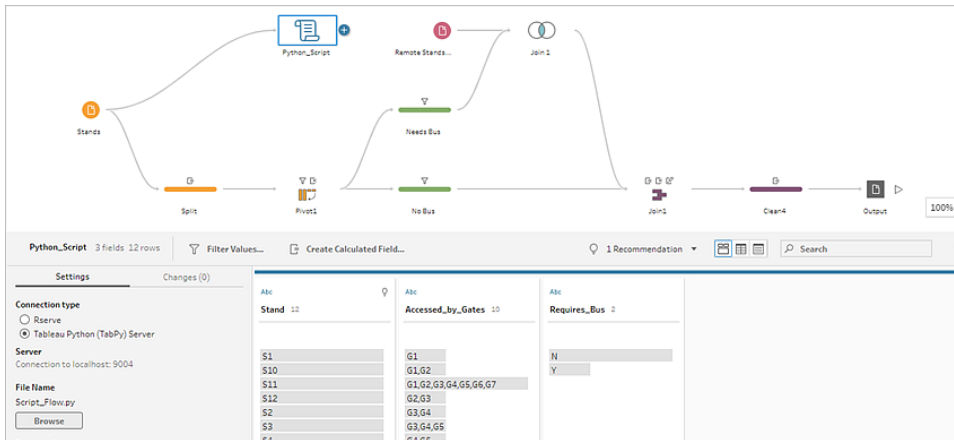 Python_Script
Remote Stands...
Join 1
Stands
Needs Bus
Split
Pivot1
No Bus
Join1
Clean4
Output
100%
Python_Script 3 fields 12 rows
Filter Values...
Create Calculated Field...
1 Recommendation
Search
Settings
Changes (0)
Connection type
Rserve
Tableau Python (TabPy) Server
Server
Connection to localhost: 9004
File Name
Script_Flow.py
Browse
Abc
Stand 12
S1
S10
S11
S12
S2
S3
Abc
Accessed_by_Gates 10
G1
G1,G2
G1,G2,G3,G4,G5,G6,G7
G2,G3
G3,G4
G3,G4,G5
Abc
Requires_Bus 2
N
Y